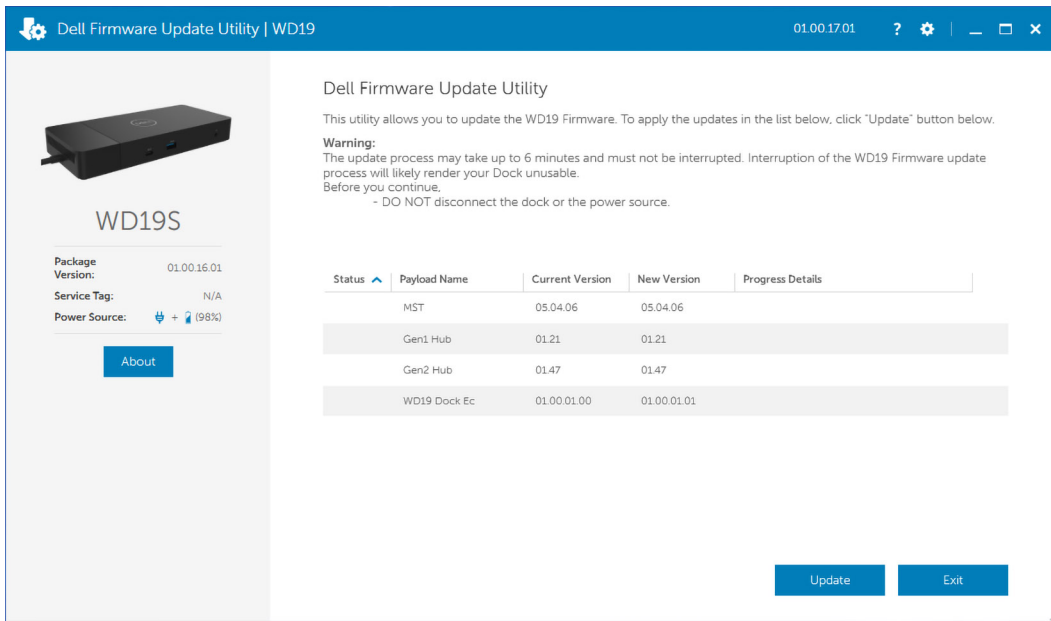 Dell Firmware Update Utility | WD19
01.00.17.01
?
Dell Firmware Update Utility
This utility allows you to update the WD19 Firmware. To apply the updates in the list below, click "Update" button below.
Warning:
The update process may take up to 6 minutes and must not be interrupted. Interruption of the WD19 Firmware update
process will likely render your Dock unusable.
Before you continue,
- DO NOT disconnect the dock or the power source.
WD19S
Package
Version:
01.00.16.01
Service Tag: N/A
Power Source: + (98%)
About
Status Payload Name Current Version New Version Progress Details
MST 05.04.06 05.04.06
Gen1 Hub 01.21 01.21
Gen2 Hub 01.47 01.47
WD19 Dock Ec 01.00.01.00 01.00.01.01
Update Exit